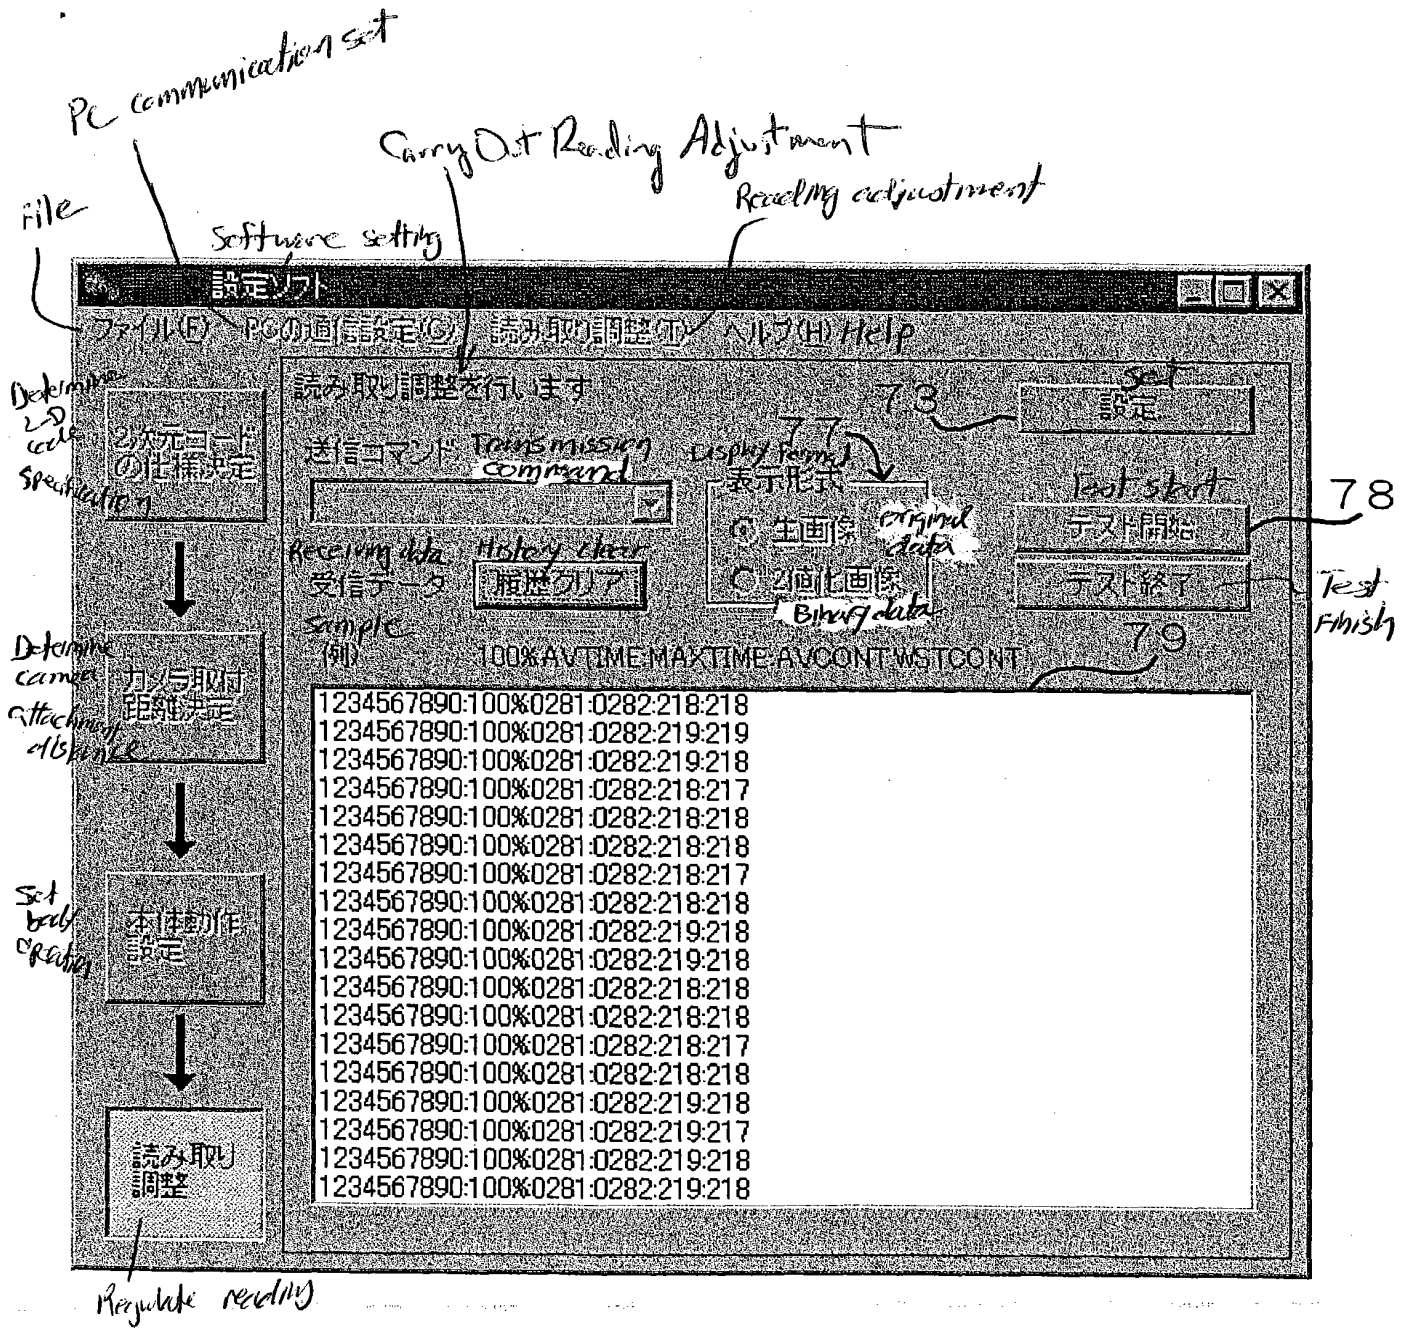 PC communication set
Carry Out Reading Adjustment
Reading adjustment
File
Software setting
設定ソフト
ファイル(F) PCの通信設定(C) 読み取り調整(T) ヘルプ(H) Help
読み取り調整を行います
73
Set
設定
Determine
2-D
code
specification
2次元コード
の仕様決定
送信コマンド Transmission
command
77
Display format
表示形式
生画像
original
data
2値化画像
Binary data
Test start
テスト開始
78
テスト終了
Test
Finish
Receiving data
受信データ
History clear
履歴クリア
Sample
(例)
100%:AVTIME:MAXTIME:AVCONT:WSTCONT
79
Determine
camera
attachment
distance
カメラ取付
距離決定
1234567890:100%:0281:0282:218:218
1234567890:100%:0281:0282:219:219
1234567890:100%:0281:0282:219:218
1234567890:100%:0281:0282:218:217
1234567890:100%:0281:0282:218:218
1234567890:100%:0281:0282:218:218
1234567890:100%:0281:0282:218:217
1234567890:100%:0281:0282:218:218
1234567890:100%:0281:0282:219:218
1234567890:100%:0281:0282:219:218
1234567890:100%:0281:0282:218:218
1234567890:100%:0281:0282:218:218
1234567890:100%:0281:0282:218:217
1234567890:100%:0281:0282:218:218
1234567890:100%:0281:0282:219:218
1234567890:100%:0281:0282:219:217
1234567890:100%:0281:0282:219:218
1234567890:100%:0281:0282:219:218
Set
body
operation
本体動作
設定
読み取り
調整
Regulate reading